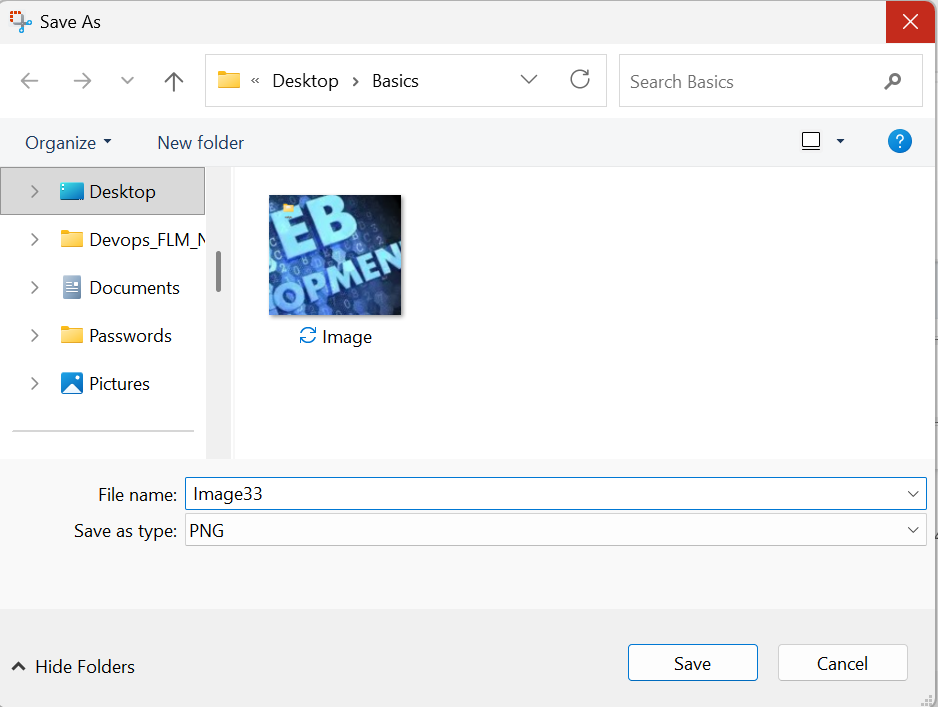 Save As
« Desktop > Basics
Search Basics
Organize
New folder
?
Desktop
Devops_FLM_N
Documents
Passwords
Pictures
EB
OPMEN
Image
File name: Image33
Save as type: PNG
Hide Folders
Save
Cancel